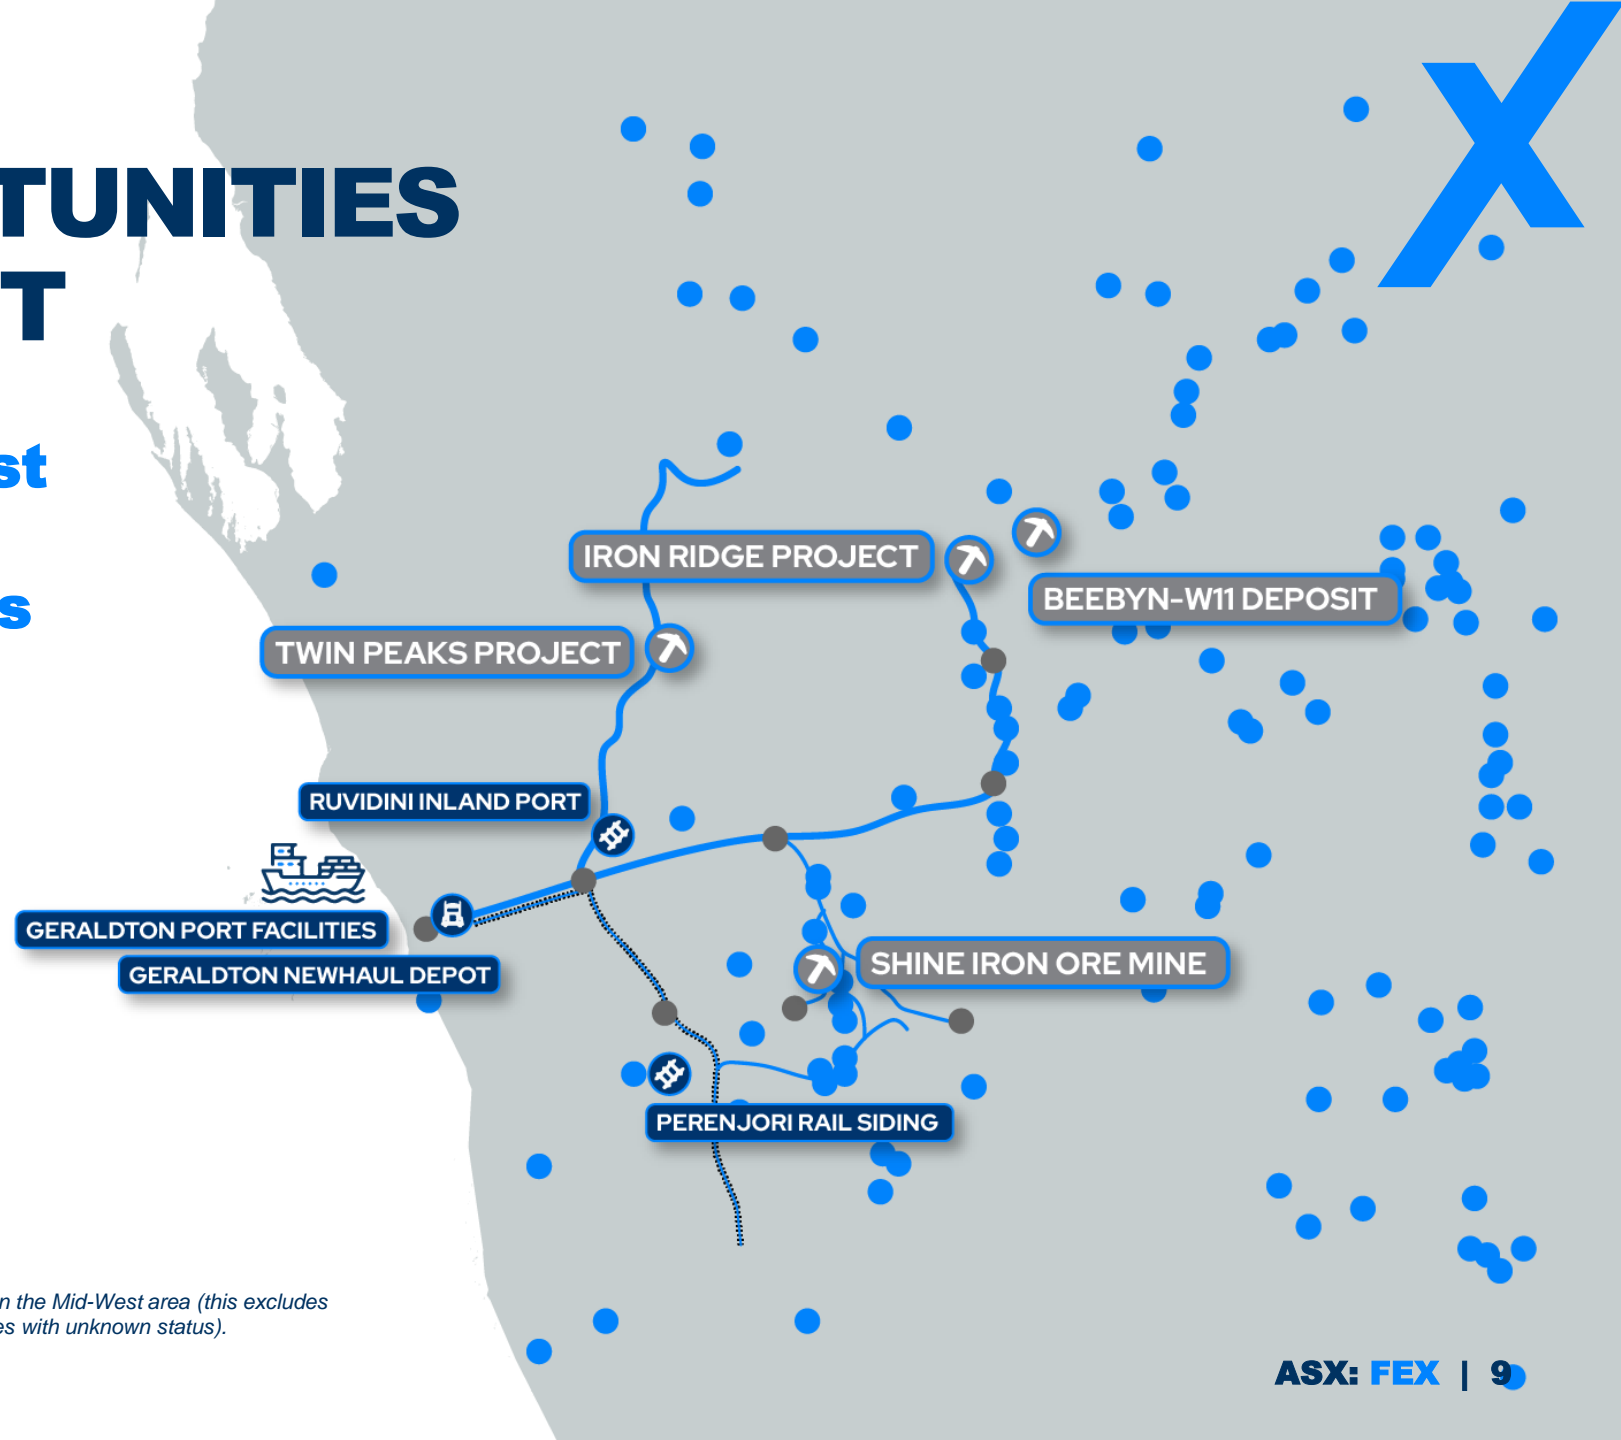 TUNITIES
T
st
s
IRON RIDGE PROJECT
BEEBYN-W11 DEPOSIT
TWIN PEAKS PROJECT
RUVIDINI INLAND PORT
GERALDTON PORT FACILITIES
GERALDTON NEWHAUL DEPOT
SHINE IRON ORE MINE
PERENJORI RAIL SIDING
n the Mid-West area (this excludes
es with unknown status).
ASX: FEX | 9